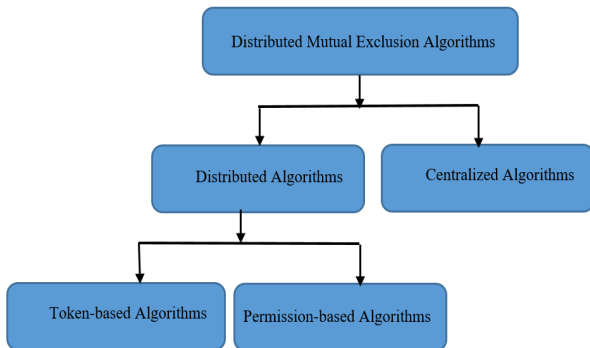 Distributed Mutual Exclusion Algorithms
Distributed Algorithms
Centralized Algorithms
Token-based Algorithms
Permission-based Algorithms